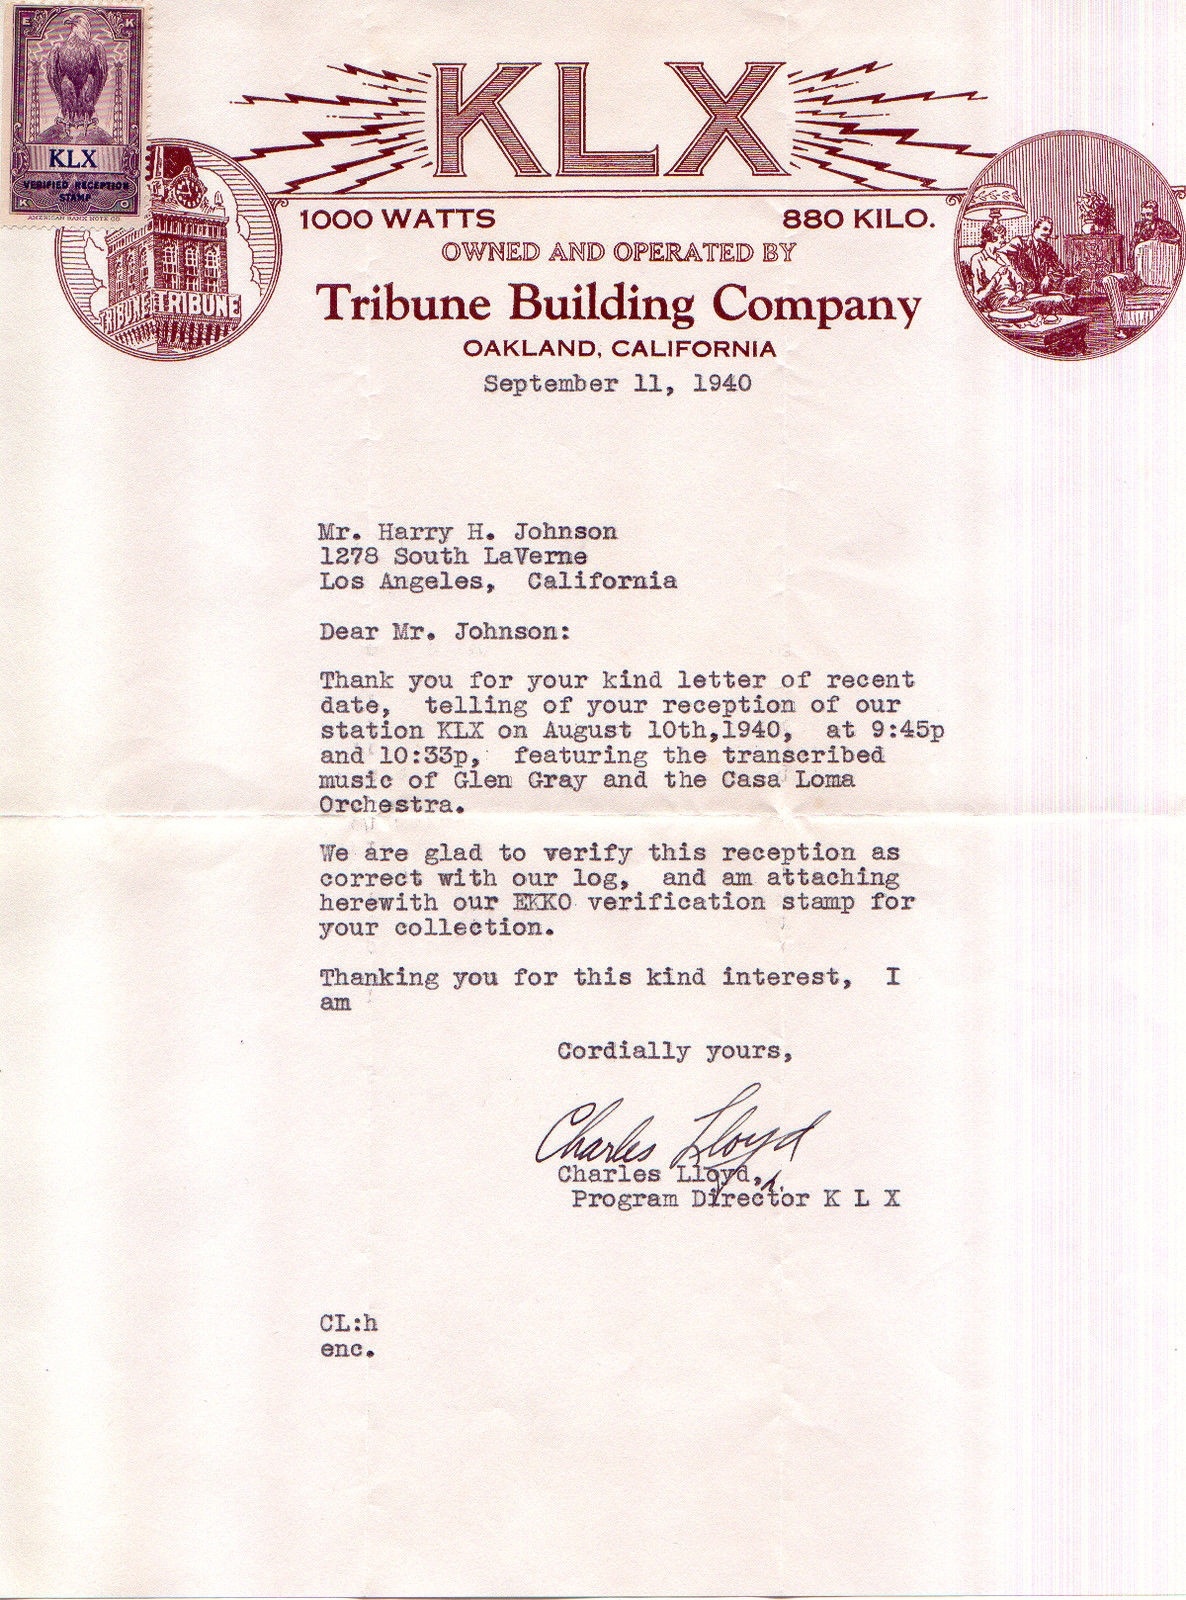 E K
KLX
VERIFIED RECEPTION
STAMP
K O
AMERICAN BANK NOTE CO.
KLX
1000 WATTS 880 KILO.
OWNED AND OPERATED BY
TRIBUNE TRIBUNE
Tribune Building Company
OAKLAND, CALIFORNIA
September 11, 1940
Mr. Harry H. Johnson
1278 South LaVerne
Los Angeles, California
Dear Mr. Johnson:
Thank you for your kind letter of recent
date, telling of your reception of our
station KLX on August 10th,1940, at 9:45p
and 10:33p, featuring the transcribed
music of Glen Gray and the Casa Loma
Orchestra.
We are glad to verify this reception as
correct with our log, and am attaching
herewith our EKKO verification stamp for
your collection.
Thanking you for this kind interest, I
am
Cordially yours,
Charles Lloyd
Charles Lloyd,
Program Director K L X
CL:h
enc.